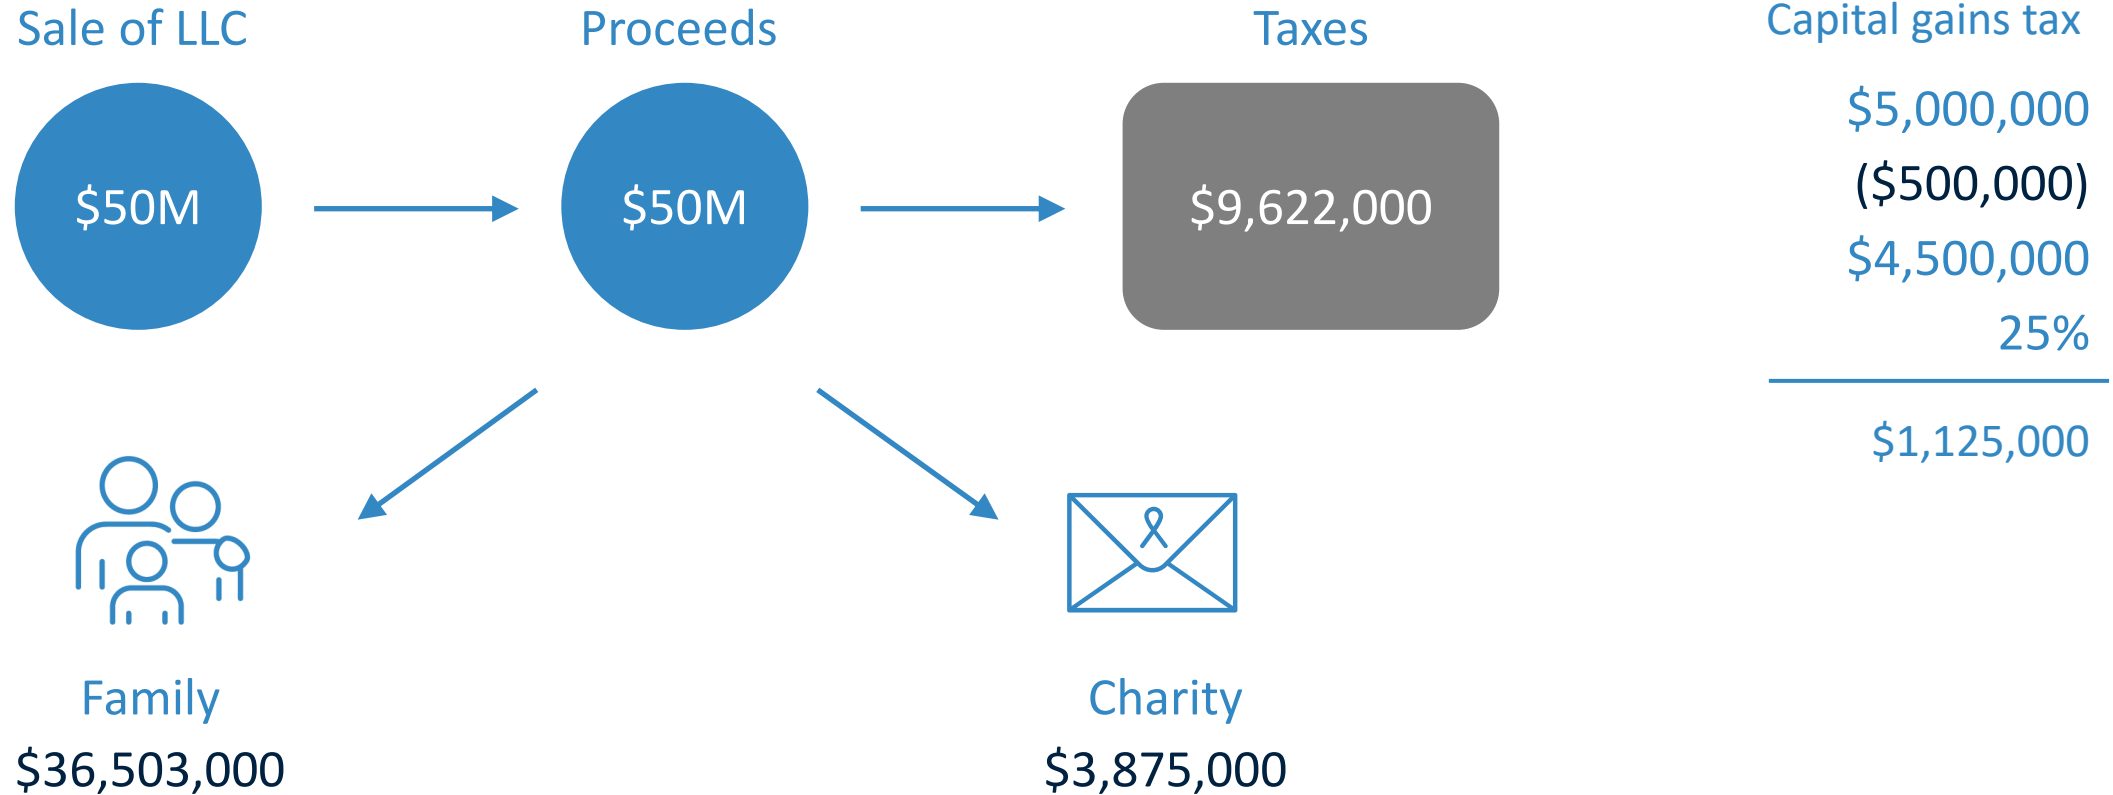 Sale of LLC
Proceeds
Taxes
Capital gains tax
$50M
$50M
$9,622,000
$5,000,000
($500,000)
$4,500,000
25%
$1,125,000
Family
$36,503,000
Charity
$3,875,000